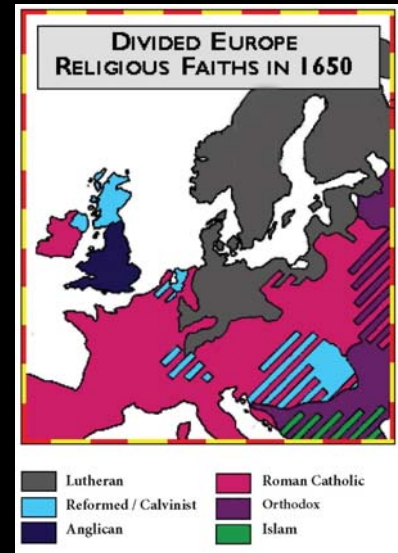 DIVIDED EUROPE
RELIGIOUS FAITHS IN 1650
Lutheran
Reformed / Calvinist
Anglican
Roman Catholic
Orthodox
Islam